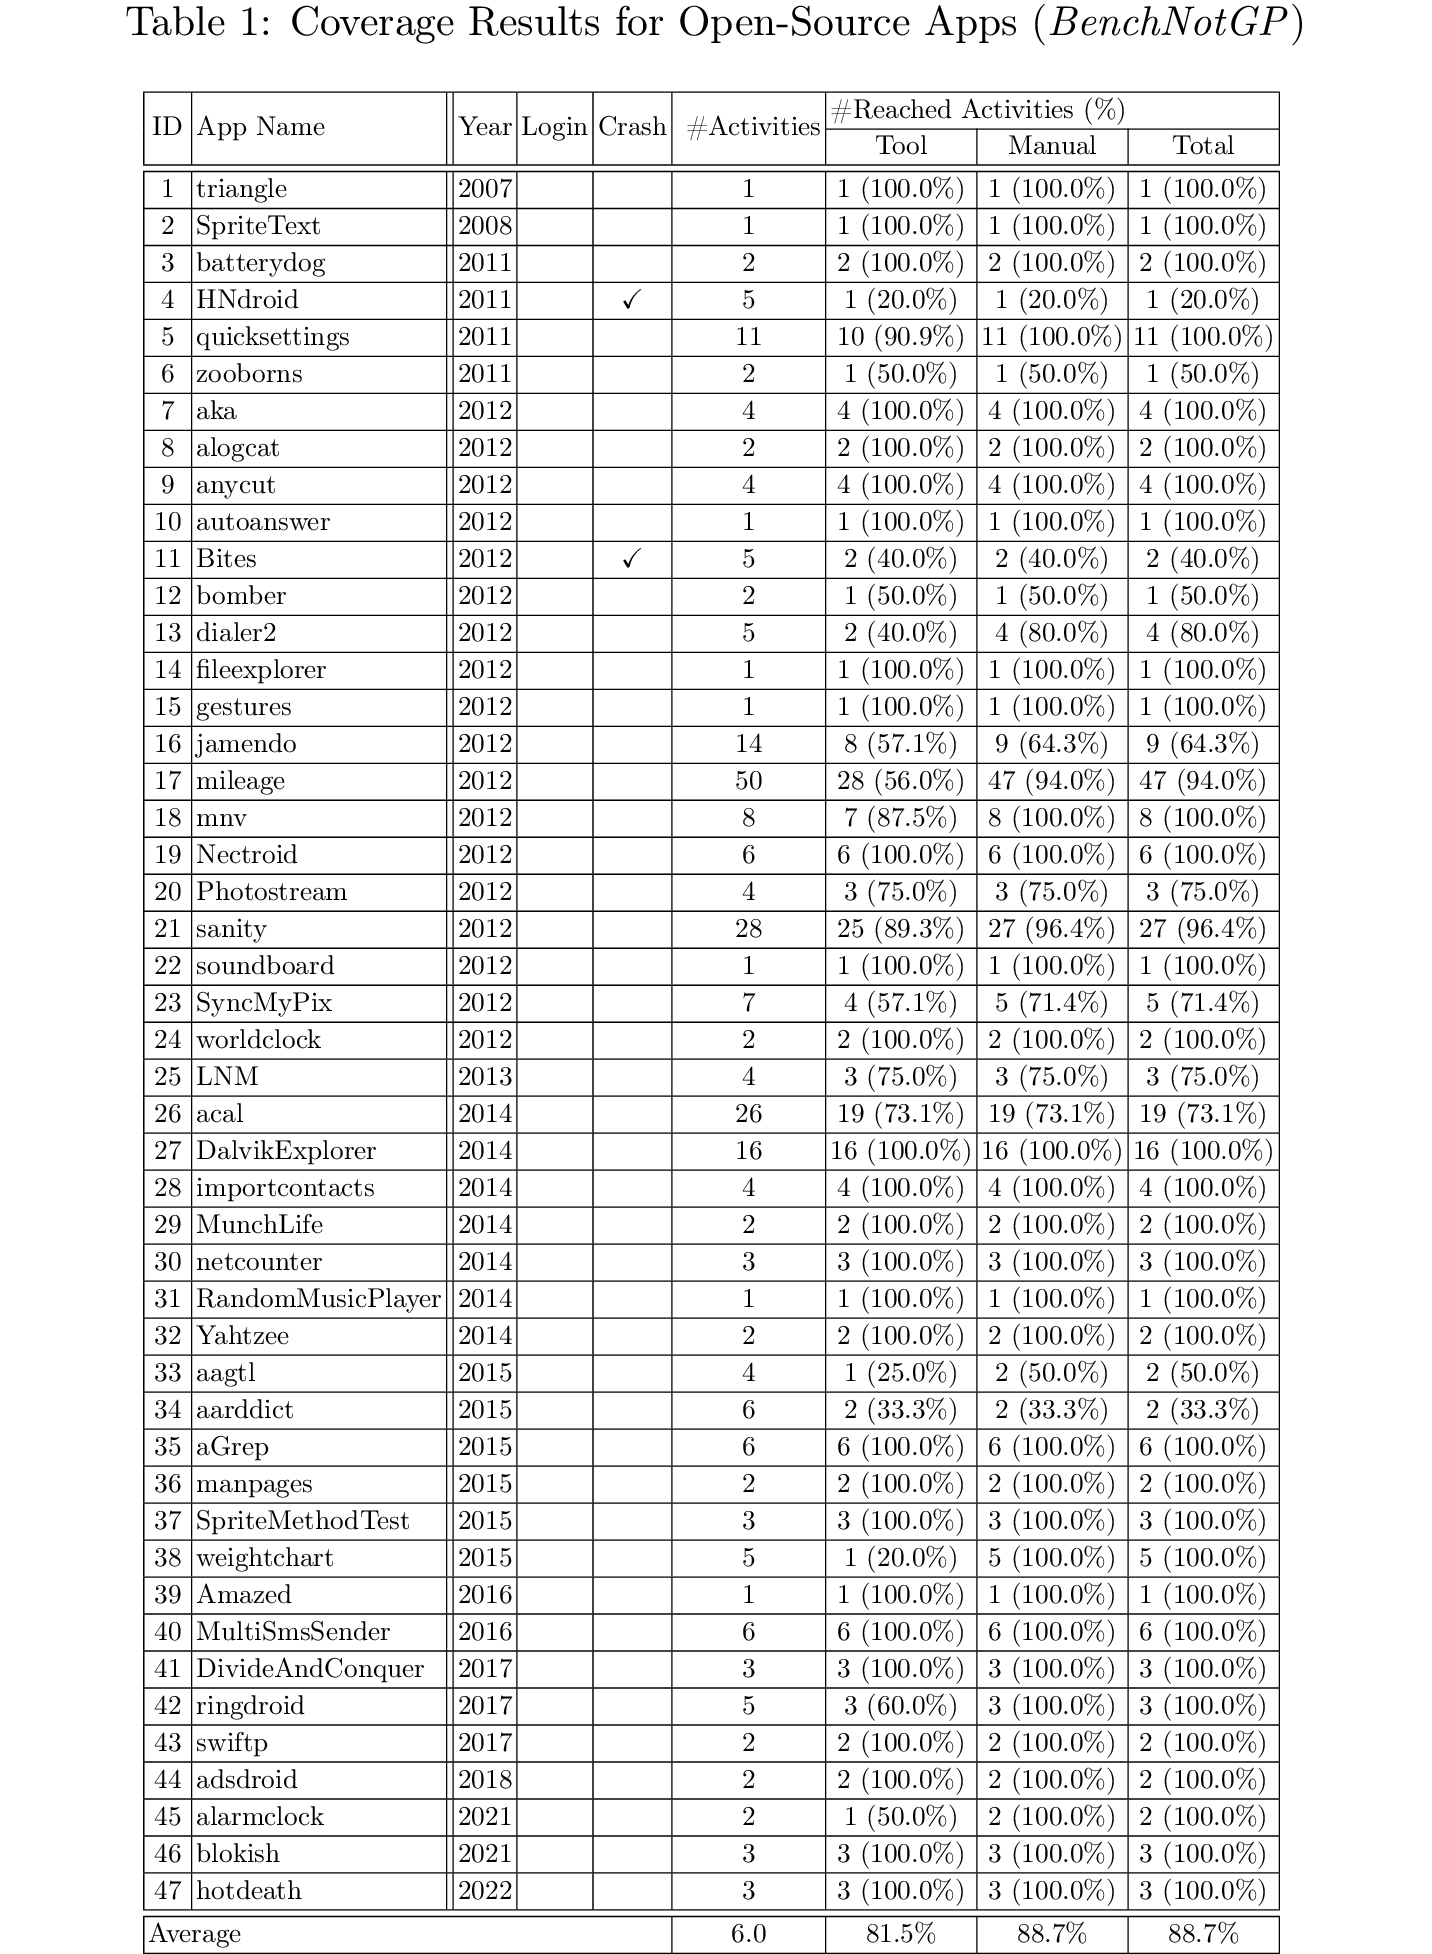 Table 1: Coverage Results for Open-Source Apps (BenchNotGP)
ID App Name Year Login Crash #Activities #Reached Activities (%)
Tool Manual Total
1 triangle 2007 1 1 (100.0%) 1 (100.0%) 1 (100.0%)
2 SpriteText 2008 1 1 (100.0%) 1 (100.0%) 1 (100.0%)
3 batterydog 2011 2 2 (100.0%) 2 (100.0%) 2 (100.0%)
4 HNdroid 2011 ✓ 5 1 (20.0%) 1 (20.0%) 1 (20.0%)
5 quicksettings 2011 11 10 (90.9%) 11 (100.0%) 11 (100.0%)
6 zooborns 2011 2 1 (50.0%) 1 (50.0%) 1 (50.0%)
7 aka 2012 4 4 (100.0%) 4 (100.0%) 4 (100.0%)
8 alogcat 2012 2 2 (100.0%) 2 (100.0%) 2 (100.0%)
9 anycut 2012 4 4 (100.0%) 4 (100.0%) 4 (100.0%)
10 autoanswer 2012 1 1 (100.0%) 1 (100.0%) 1 (100.0%)
11 Bites 2012 ✓ 5 2 (40.0%) 2 (40.0%) 2 (40.0%)
12 bomber 2012 2 1 (50.0%) 1 (50.0%) 1 (50.0%)
13 dialer2 2012 5 2 (40.0%) 4 (80.0%) 4 (80.0%)
14 fileexplorer 2012 1 1 (100.0%) 1 (100.0%) 1 (100.0%)
15 gestures 2012 1 1 (100.0%) 1 (100.0%) 1 (100.0%)
16 jamendo 2012 14 8 (57.1%) 9 (64.3%) 9 (64.3%)
17 mileage 2012 50 28 (56.0%) 47 (94.0%) 47 (94.0%)
18 mnv 2012 8 7 (87.5%) 8 (100.0%) 8 (100.0%)
19 Nectroid 2012 6 6 (100.0%) 6 (100.0%) 6 (100.0%)
20 Photostream 2012 4 3 (75.0%) 3 (75.0%) 3 (75.0%)
21 sanity 2012 28 25 (89.3%) 27 (96.4%) 27 (96.4%)
22 soundboard 2012 1 1 (100.0%) 1 (100.0%) 1 (100.0%)
23 SyncMyPix 2012 7 4 (57.1%) 5 (71.4%) 5 (71.4%)
24 worldclock 2012 2 2 (100.0%) 2 (100.0%) 2 (100.0%)
25 LNM 2013 4 3 (75.0%) 3 (75.0%) 3 (75.0%)
26 acal 2014 26 19 (73.1%) 19 (73.1%) 19 (73.1%)
27 DalvikExplorer 2014 16 16 (100.0%) 16 (100.0%) 16 (100.0%)
28 importcontacts 2014 4 4 (100.0%) 4 (100.0%) 4 (100.0%)
29 MunchLife 2014 2 2 (100.0%) 2 (100.0%) 2 (100.0%)
30 netcounter 2014 3 3 (100.0%) 3 (100.0%) 3 (100.0%)
31 RandomMusicPlayer 2014 1 1 (100.0%) 1 (100.0%) 1 (100.0%)
32 Yahtzee 2014 2 2 (100.0%) 2 (100.0%) 2 (100.0%)
33 aagtl 2015 4 1 (25.0%) 2 (50.0%) 2 (50.0%)
34 aarddict 2015 6 2 (33.3%) 2 (33.3%) 2 (33.3%)
35 aGrep 2015 6 6 (100.0%) 6 (100.0%) 6 (100.0%)
36 manpages 2015 2 2 (100.0%) 2 (100.0%) 2 (100.0%)
37 SpriteMethodTest 2015 3 3 (100.0%) 3 (100.0%) 3 (100.0%)
38 weightchart 2015 5 1 (20.0%) 5 (100.0%) 5 (100.0%)
39 Amazed 2016 1 1 (100.0%) 1 (100.0%) 1 (100.0%)
40 MultiSmsSender 2016 6 6 (100.0%) 6 (100.0%) 6 (100.0%)
41 DivideAndConquer 2017 3 3 (100.0%) 3 (100.0%) 3 (100.0%)
42 ringdroid 2017 5 3 (60.0%) 3 (100.0%) 3 (100.0%)
43 swiftp 2017 2 2 (100.0%) 2 (100.0%) 2 (100.0%)
44 adsdroid 2018 2 2 (100.0%) 2 (100.0%) 2 (100.0%)
45 alarmclock 2021 2 1 (50.0%) 2 (100.0%) 2 (100.0%)
46 blokish 2021 3 3 (100.0%) 3 (100.0%) 3 (100.0%)
47 hotdeath 2022 3 3 (100.0%) 3 (100.0%) 3 (100.0%)
Average 6.0 81.5% 88.7% 88.7%